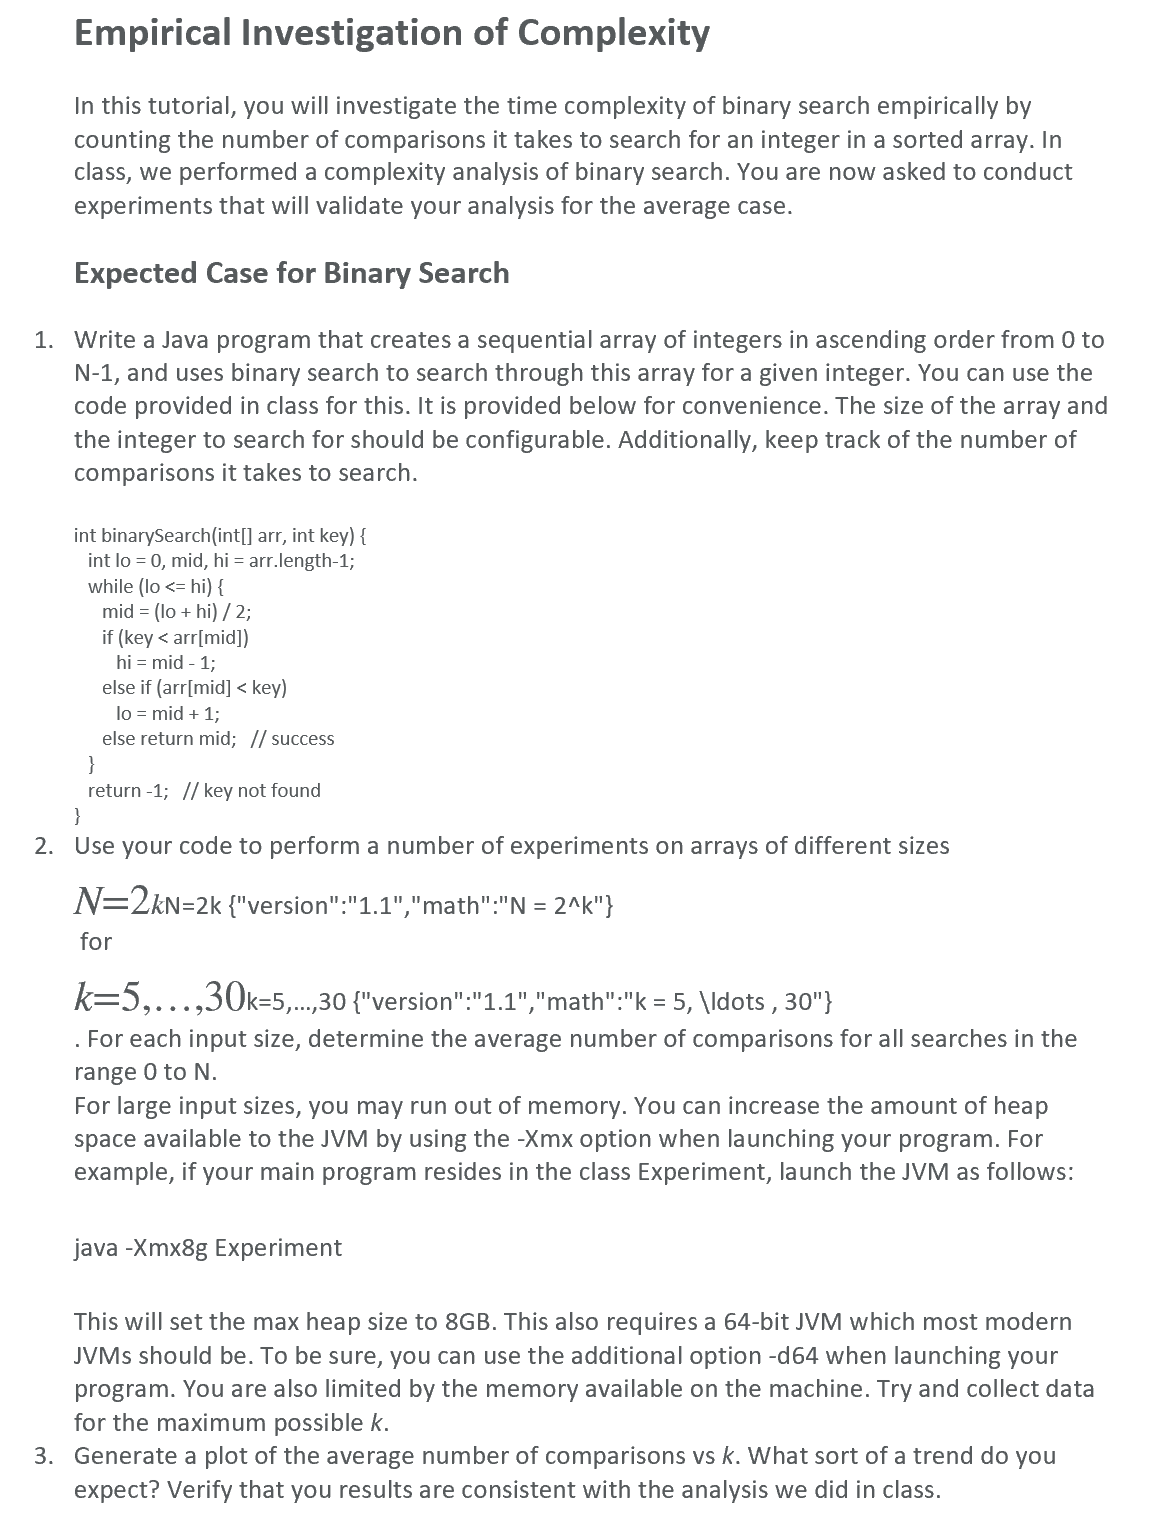 Empirical Investigation of Complexity
In this tutorial, you will investigate the time complexity of binary search empirically by
counting the number of comparisons it takes to search for an integer in a sorted array. In
class, we performed a complexity analysis of binary search. You are now asked to conduct
experiments that will validate your analysis for the average case.
Expected Case for Binary Search
1. Write a Java program that creates a sequential array of integers in ascending order from 0 to
N-1, and uses binary search to search through this array for a given integer. You can use the
code provided in class for this. It is provided below for convenience. The size of the array and
the integer to search for should be configurable. Additionally, keep track of the number of
comparisons it takes to search.
int binarySearch(int[] arr, int key) {
int lo = 0, mid, hi = arr.length-1;
while (lo <= hi) {
mid = (lo + hi) / 2;
if (key < arr[mid])
hi = mid - 1;
else if (arr[mid] < key)
lo = mid + 1;
else return mid; // success
}
return -1; // key not found
}
2. Use your code to perform a number of experiments on arrays of different sizes
N=2kN=2k {"version":"1.1","math":"N = 2^k"}
for
k=5,...,30k=5,...,30 {"version":"1.1","math":"k = 5, \ldots , 30"}
. For each input size, determine the average number of comparisons for all searches in the
range 0 to N.
For large input sizes, you may run out of memory. You can increase the amount of heap
space available to the JVM by using the -Xmx option when launching your program. For
example, if your main program resides in the class Experiment, launch the JVM as follows:
java -Xmx8g Experiment
This will set the max heap size to 8GB. This also requires a 64-bit JVM which most modern
JVMs should be. To be sure, you can use the additional option -d64 when launching your
program. You are also limited by the memory available on the machine. Try and collect data
for the maximum possible k.
3. Generate a plot of the average number of comparisons vs k. What sort of a trend do you
expect? Verify that you results are consistent with the analysis we did in class.